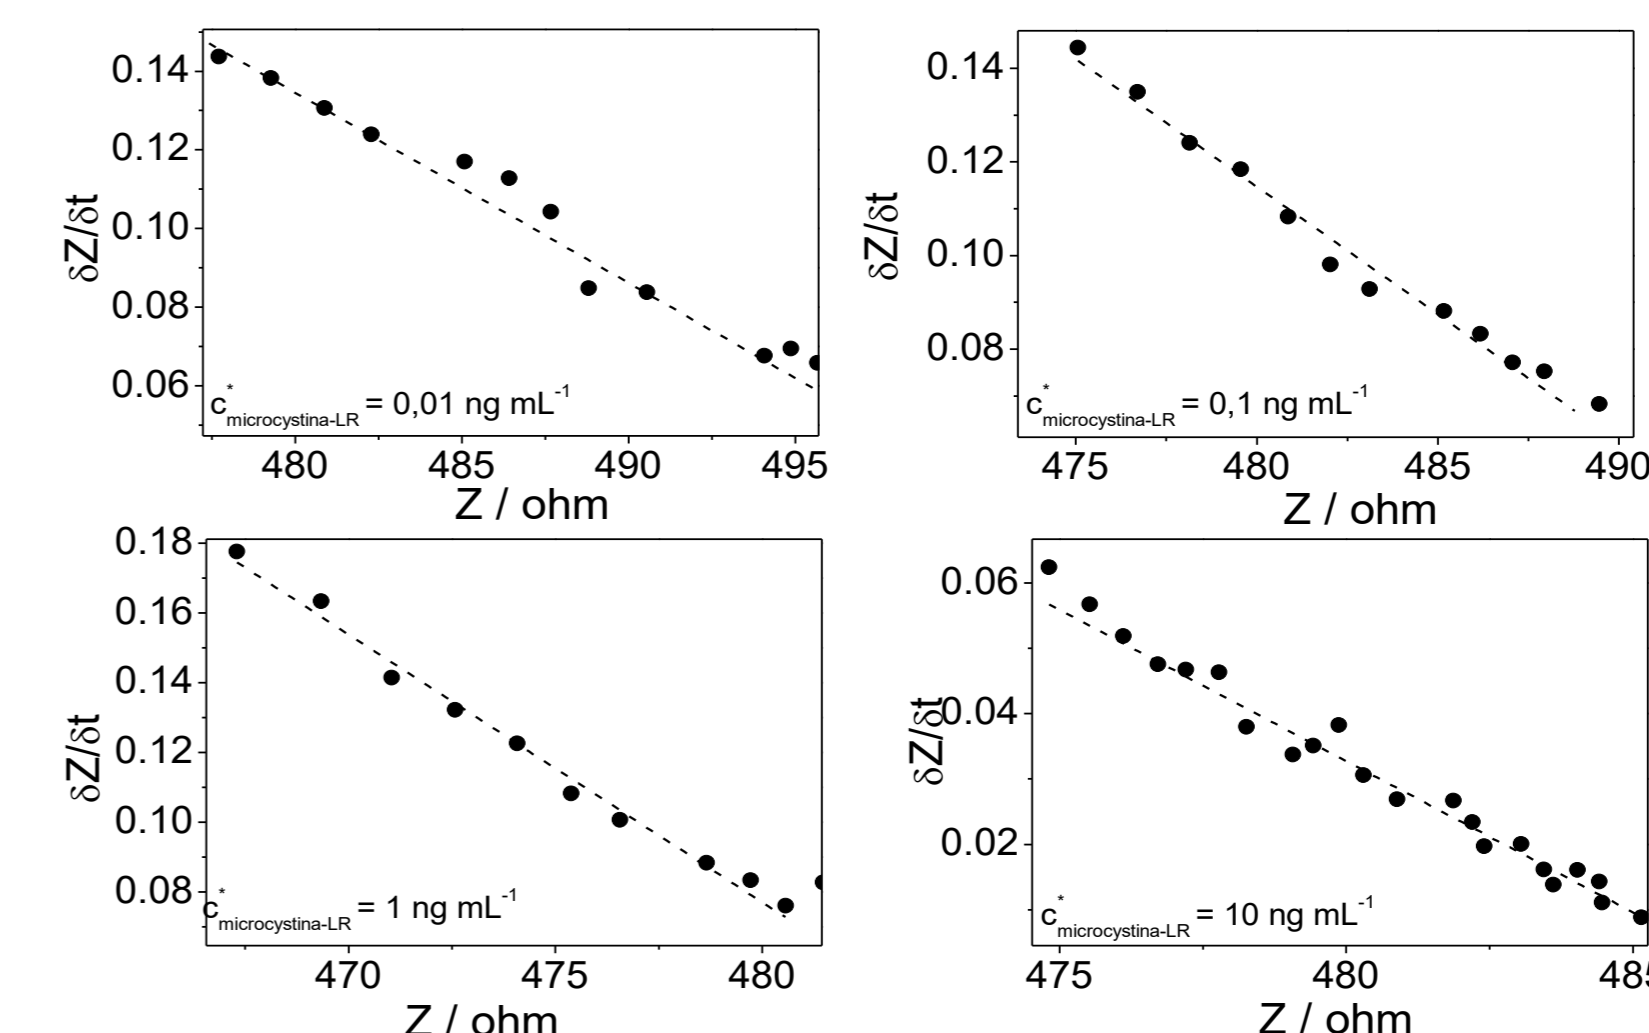 0.14
0.12
0.10
0.08
0.06
δZ/δt
c*microcystina-LR = 0,01 ng mL-1
480 485 490 495
Z / ohm
0.14
0.12
0.10
0.08
δZ/δt
c*microcystina-LR = 0,1 ng mL-1
475 480 485 490
Z / ohm
0.18
0.16
0.14
0.12
0.10
0.08
δZ/δt
c*microcystina-LR = 1 ng mL-1
470 475 480
Z / ohm
0.06
0.04
0.02
δZ/δt
c*microcystina-LR = 10 ng mL-1
475 480 48
Z / ohm